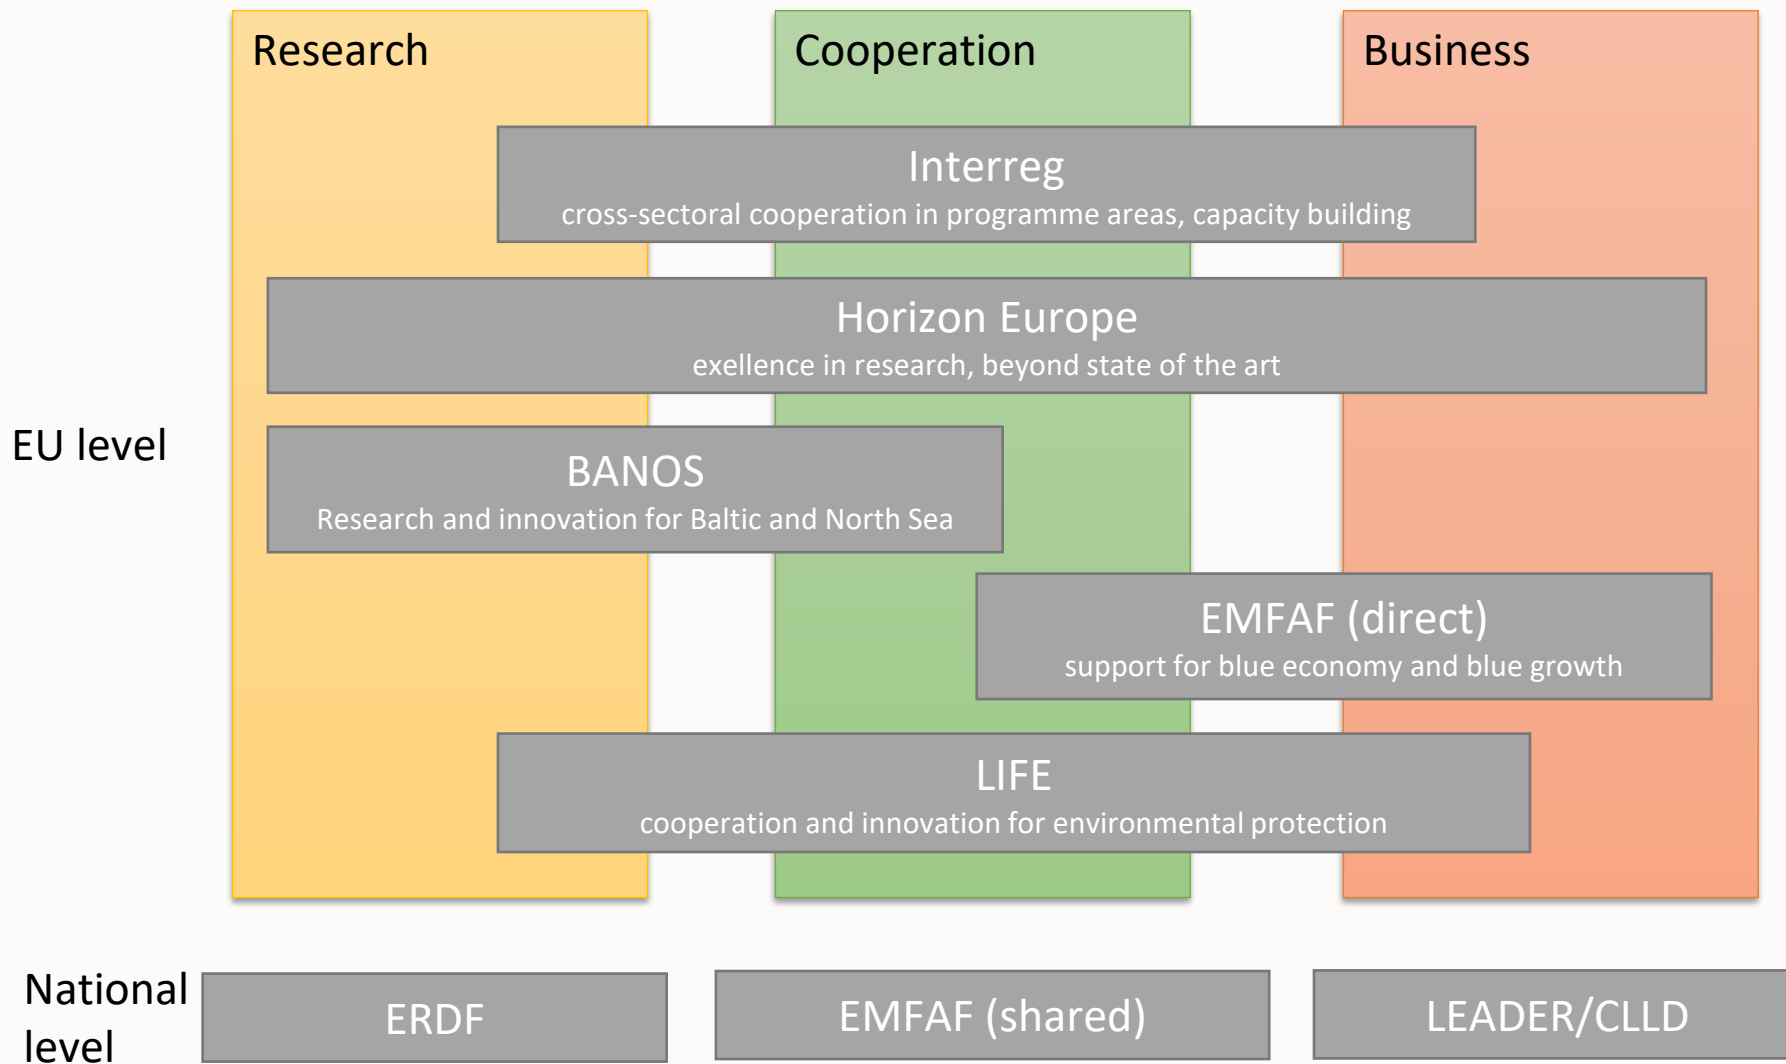 Research
Cooperation
Business
Interreg
cross-sectoral cooperation in programme areas, capacity building
Horizon Europe
exellence in research, beyond state of the art
EU level
BANOS
Research and innovation for Baltic and North Sea
EMFAF (direct)
support for blue economy and blue growth
LIFE
cooperation and innovation for environmental protection
National
level
ERDF
EMFAF (shared)
LEADER/CLLD